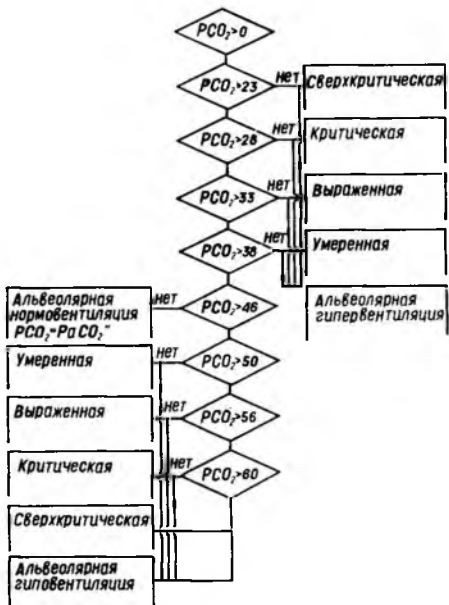 PCO₂>0
PCO₂>23
нет
Сверхкритическая
PCO₂>28
нет
Критическая
PCO₂>33
нет
Выраженная
PCO₂>38
нет
Умеренная
Альвеолярная
гипервентиляция
PCO₂>46
нет
Альвеолярная
нормовентиляция
PCO₂=PaCO₂"
PCO₂>50
нет
Умеренная
PCO₂>56
нет
Выраженная
PCO₂>60
нет
Критическая
Сверхкритическая
Альвеолярная
гиповентиляция